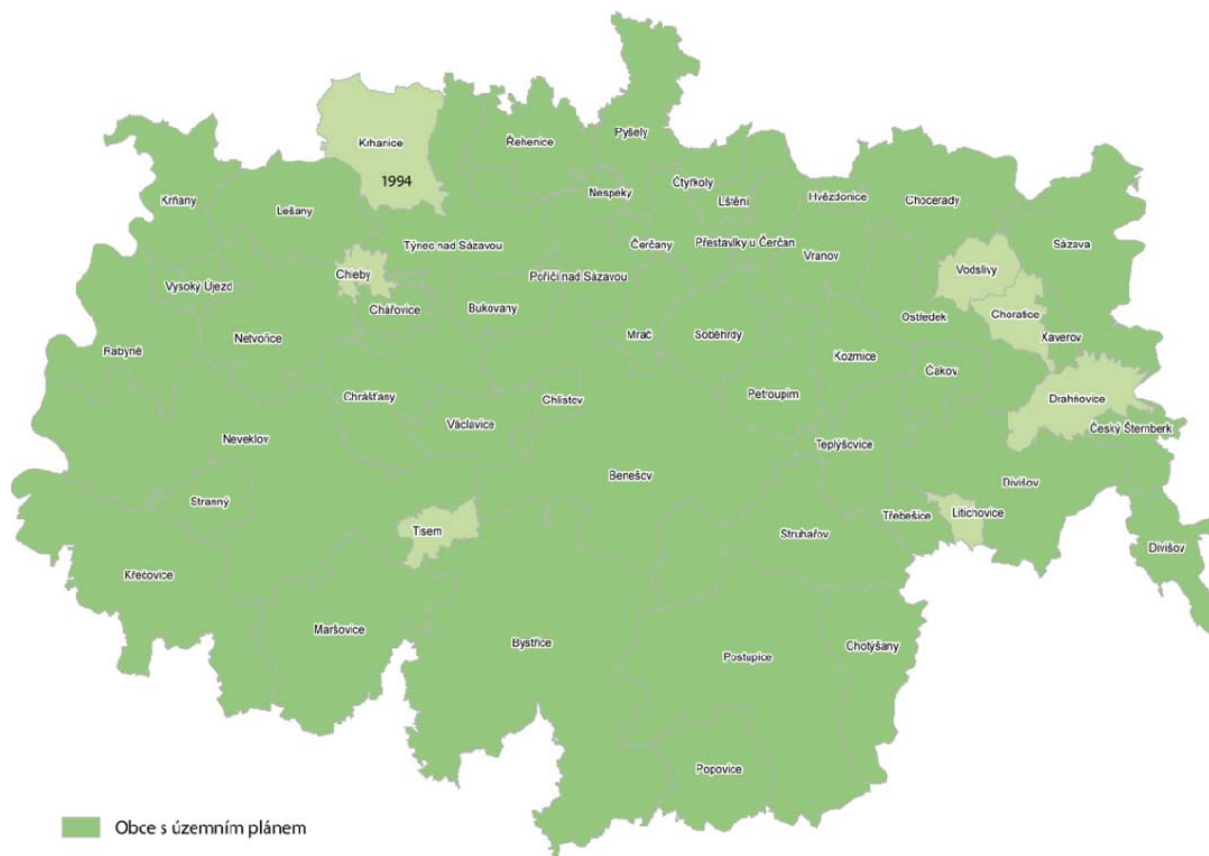 Pyšely
Řehenice
Krhanice
1994
Nespeky
Čtyřkoly
Lštění
Hvězdonice
Chocerady
Krňany
Lešany
Týnec nad Sázavou
Čerčany
Přestavlky u Čerčan
Vranov
Sázava
Vysoký Újezd
Chleby
Poříčí nad Sázavou
Vodslivy
Chářovice
Bukovany
Ostředek
Choratice
Rabyně
Netvořice
Mrač
Soběhrdy
Kozmice
Xaverov
Čakov
Chrášťany
Chlístov
Petroupim
Drahňovice
Neveklov
Václavice
Teplýšovice
Český Šternberk
Benešov
Divišov
Stranný
Tisem
Struhařov
Třebešice
Litichovice
Divišov
Křečovice
Maršovice
Bystřice
Postupice
Chotýšany
Popovice
Obce s územním plánem